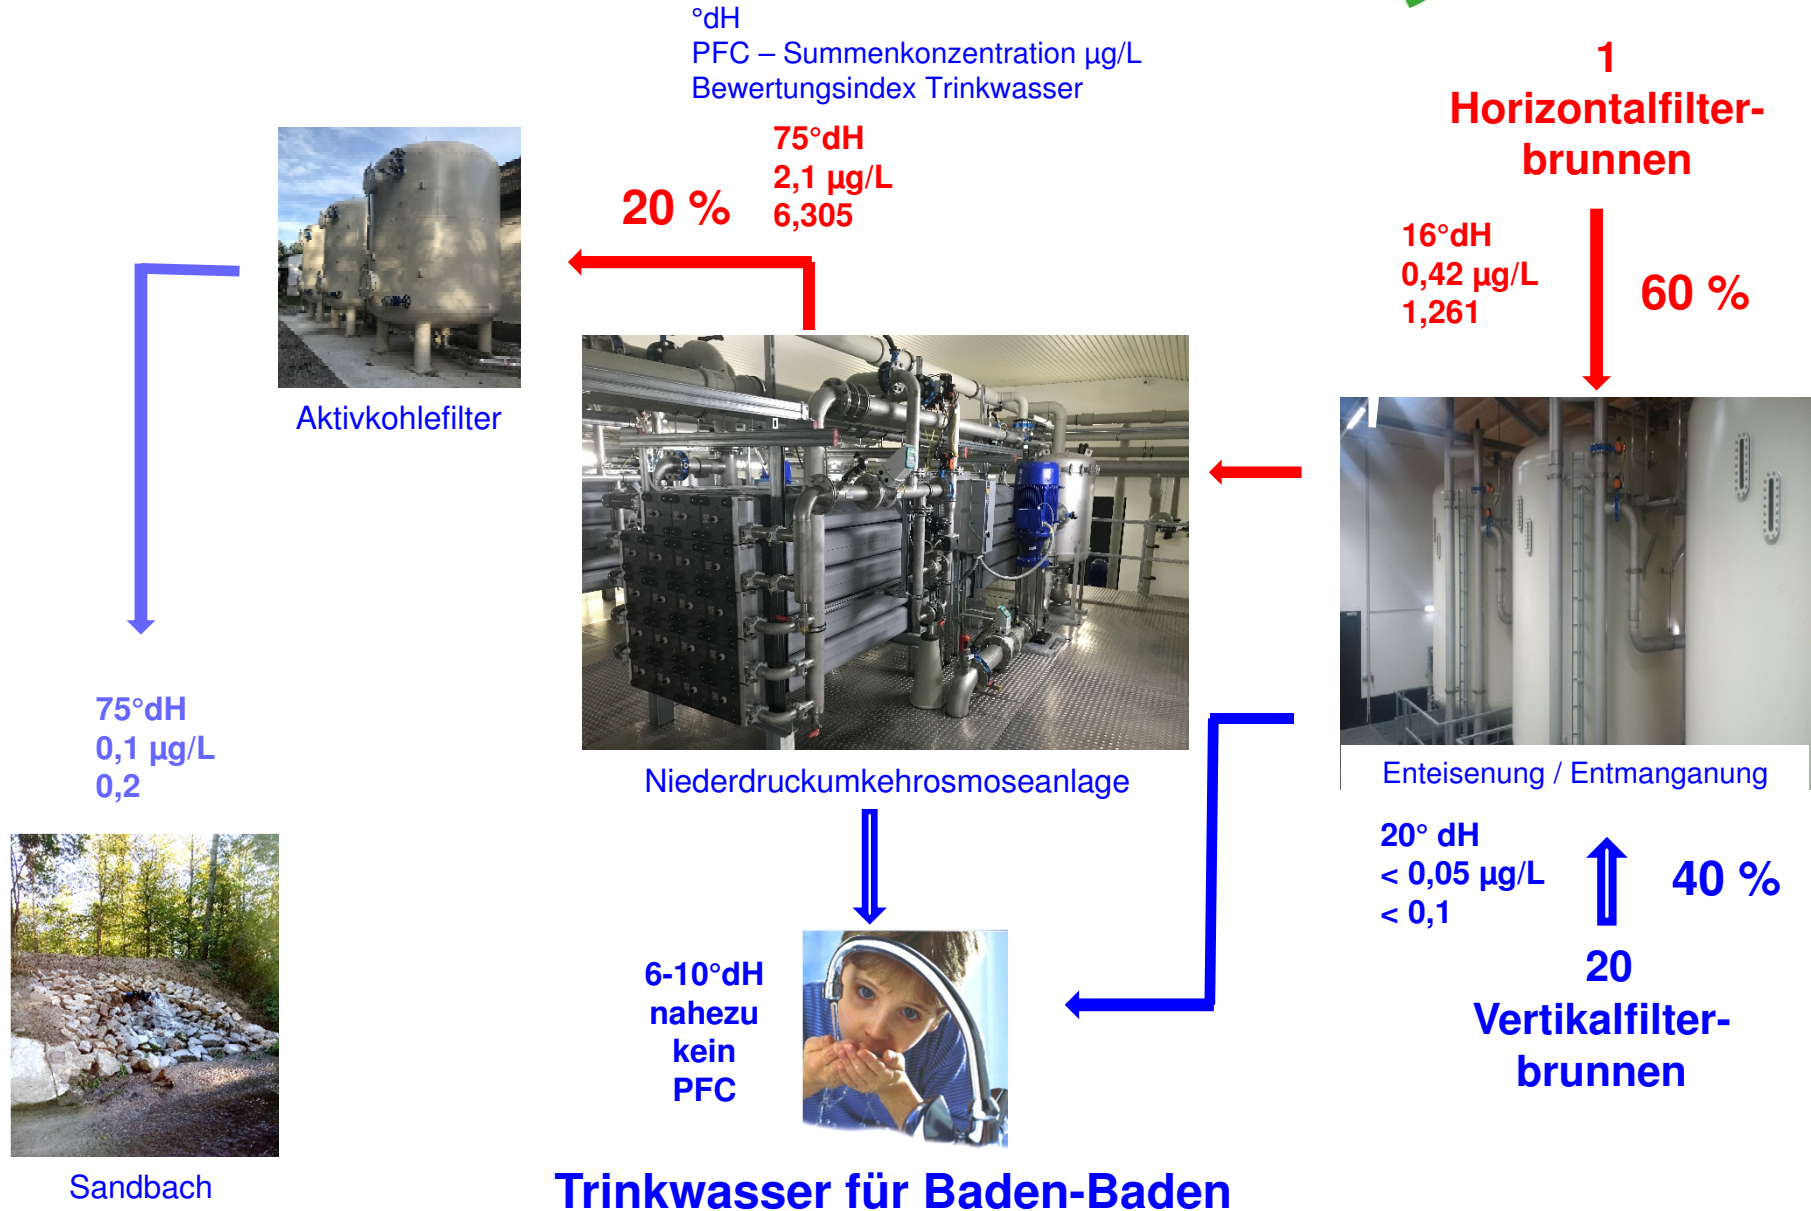 °dH
PFC – Summenkonzentration µg/L
Bewertungsindex Trinkwasser
1
Horizontalfilter-
brunnen
75°dH
2,1 µg/L
6,305
20 %
16°dH
0,42 µg/L
1,261
60 %
Aktivkohlefilter
75°dH
0,1 µg/L
0,2
Niederdruckumkehrosmoseanlage
Enteisenung / Entmanganung
20° dH
< 0,05 µg/L
< 0,1
40 %
20
Vertikalfilter-
brunnen
6-10°dH
nahezu
kein
PFC
Sandbach
Trinkwasser für Baden-Baden